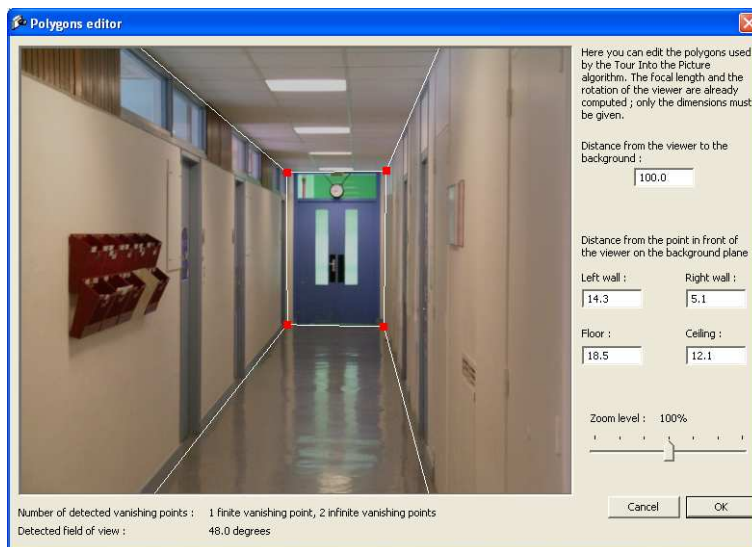 Polygons editor
Here you can edit the polygons used
by the Tour Into the Picture
algorithm. The focal length and the
rotation of the viewer are already
computed ; only the dimensions must
be given.
Distance from the viewer to the
background :
100.0
Distance from the point in front of
the viewer on the background plane
Left wall : Right wall :
14.3 5.1
Floor : Ceiling :
18.5 12.1
Zoom level : 100%
Number of detected vanishing points : 1 finite vanishing point, 2 infinite vanishing points
Detected field of view : 48.0 degrees
Cancel OK